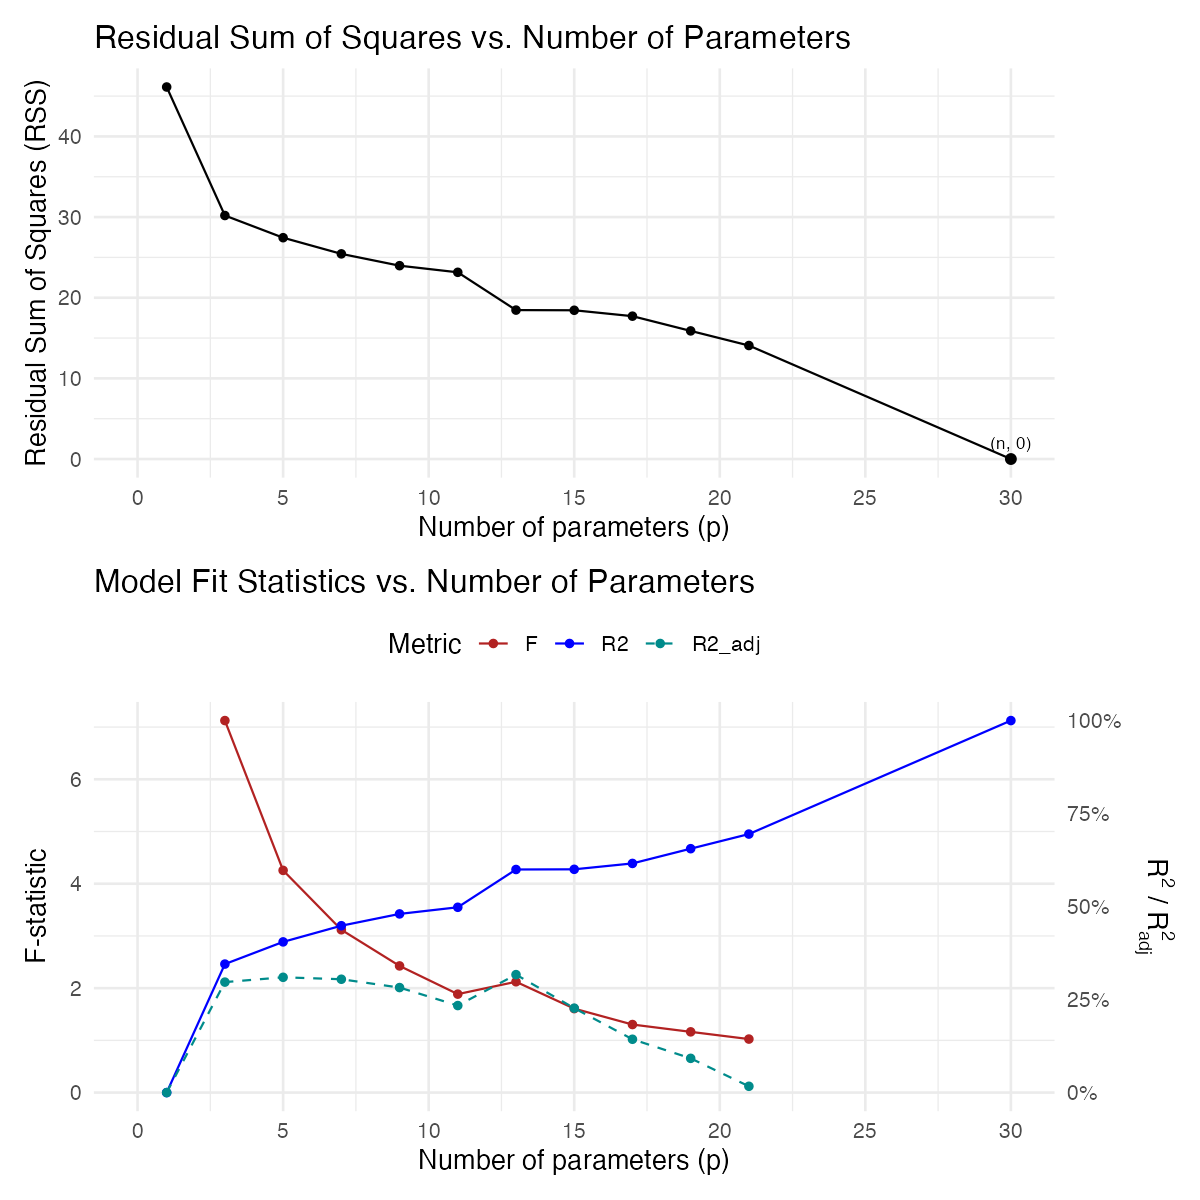 Residual Sum of Squares vs. Number of Parameters
Residual Sum of Squares (RSS)
40
30
20
10
0
(n, 0)
0 5 10 15 20 25 30
Number of parameters (p)
Model Fit Statistics vs. Number of Parameters
Metric F R2 R2_adj
F-statistic
6
4
2
0
100%
75%
50%
25%
0%
R² / R²adj
0 5 10 15 20 25 30
Number of parameters (p)